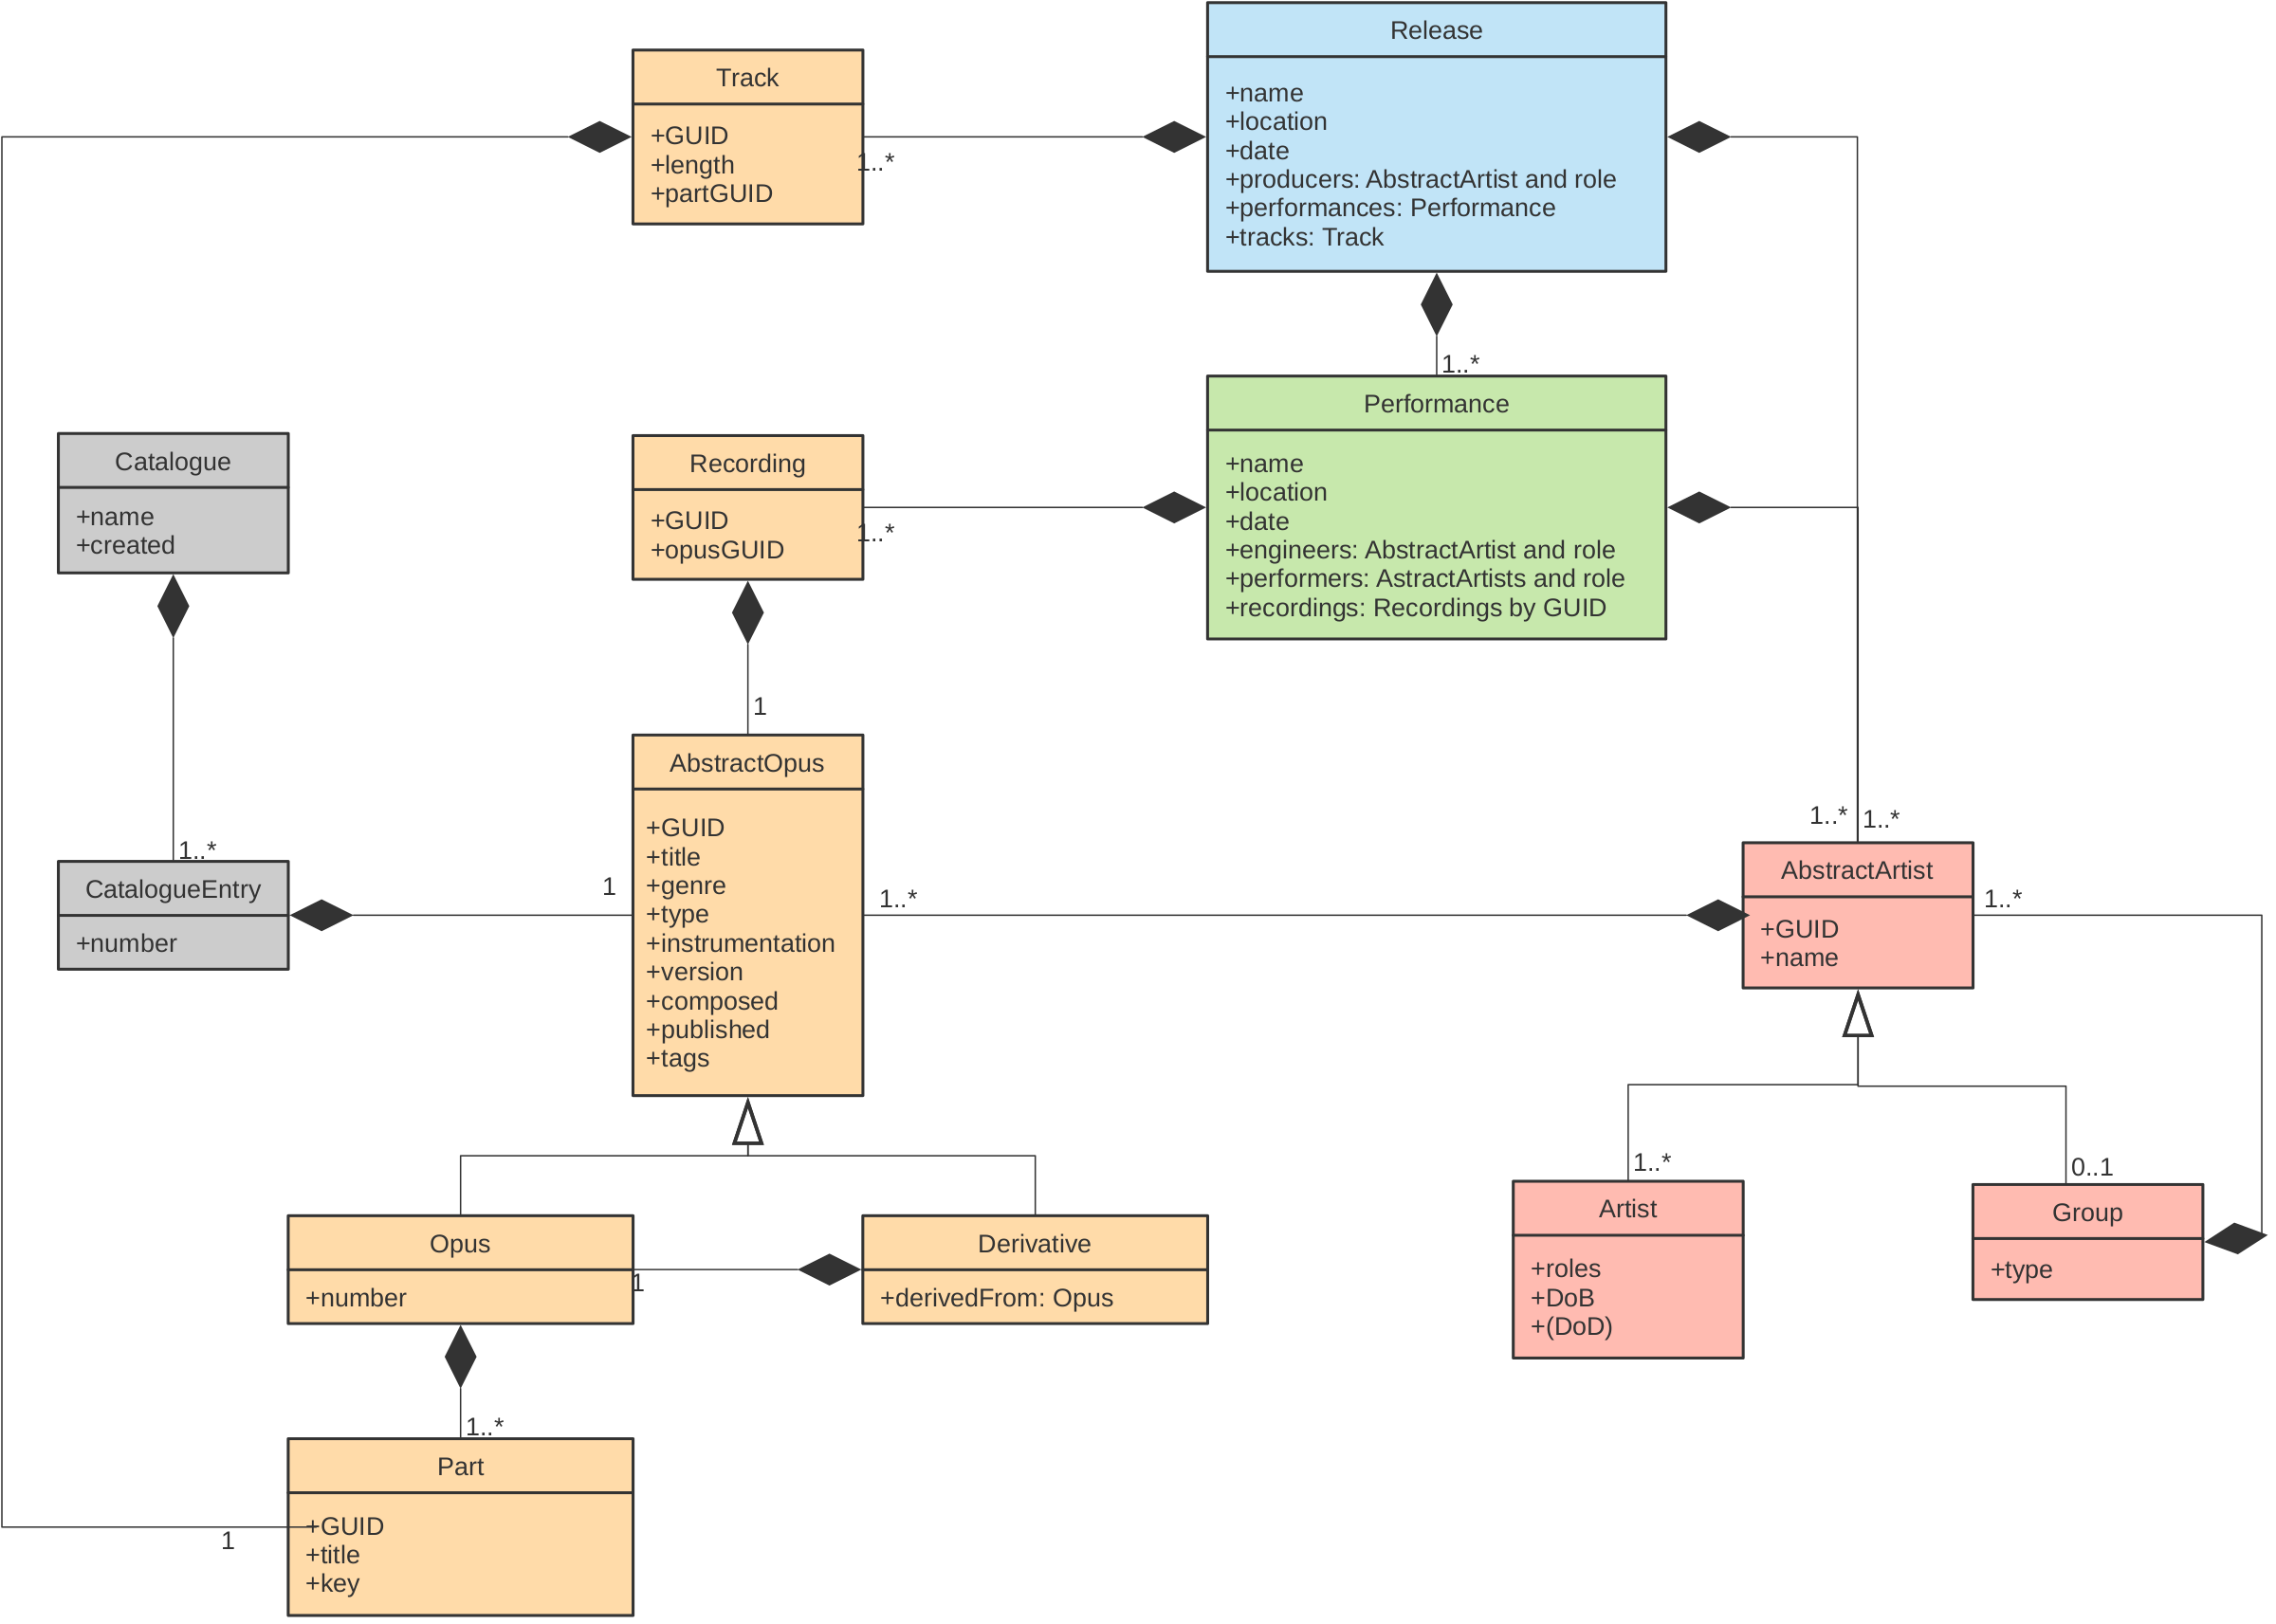 Release
+name
+location
+date
+producers: AbstractArtist and role
+performances: Performance
+tracks: Track
Track
+GUID
+length
+partGUID
1..*
1..*
Performance
+name
+location
+date
+engineers: AbstractArtist and role
+performers: AstractArtists and role
+recordings: Recordings by GUID
Catalogue
+name
+created
Recording
+GUID
+opusGUID
1..*
1
1..*
CatalogueEntry
+number
1
AbstractOpus
+GUID
+title
+genre
+type
+instrumentation
+version
+composed
+published
+tags
1..*
1..*
1..*
AbstractArtist
+GUID
+name
1..*
1..*
0..1
Artist
+roles
+DoB
+(DoD)
Group
+type
Opus
+number
1
Derivative
+derivedFrom: Opus
1..*
Part
+GUID
+title
+key
1